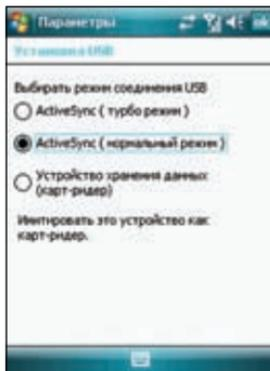 Параметры ok
Установка USB
Выбирать режим соединения USB
ActiveSync ( турбо режим )
ActiveSync ( нормальный режим )
Устройство хранения данных
(карт-ридер)
Имитировать это устройство как
карт-ридер.